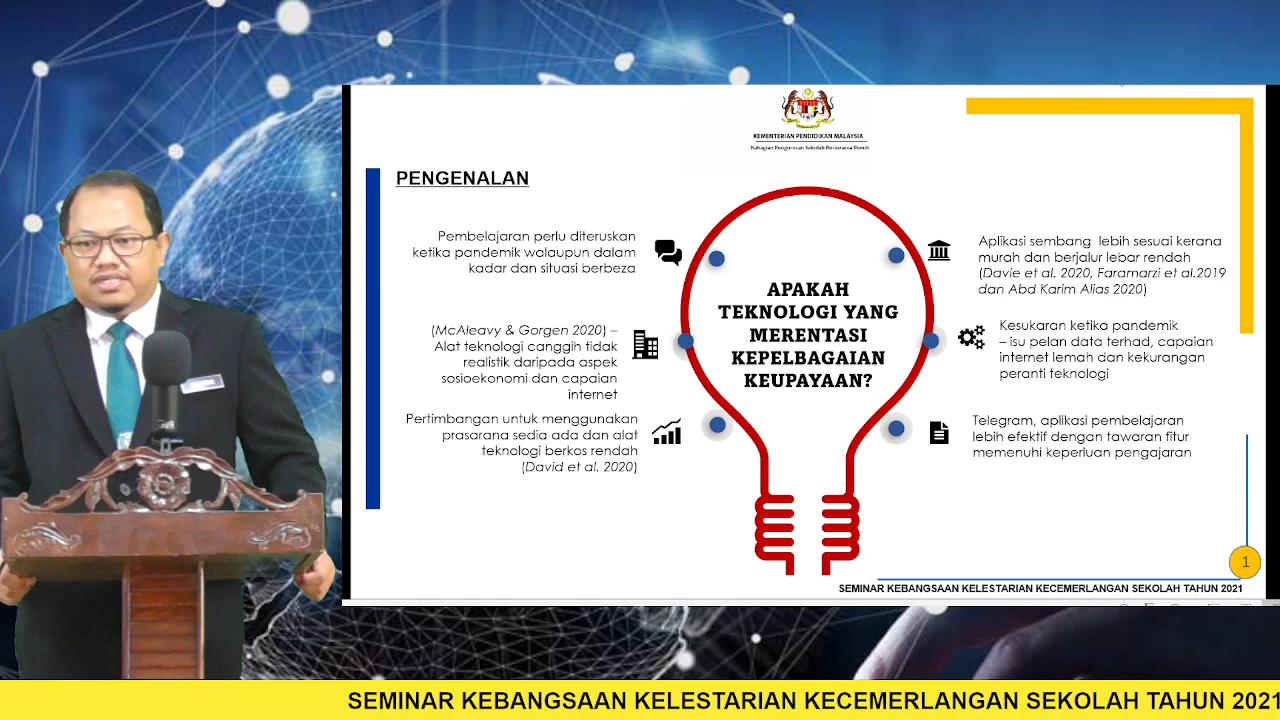 KEMENTERIAN PENDIDIKAN MALAYSIA
Bahagian Pengurusan Sekolah Berasrama Penuh
PENGENALAN
Pembelajaran perlu diteruskan
ketika pandemik walaupun dalam
kadar dan situasi berbeza
(McAleavy & Gorgen 2020) –
Alat teknologi canggih tidak
realistik daripada aspek
sosioekonomi dan capaian
internet
Pertimbangan untuk menggunakan
prasarana sedia ada dan alat
teknologi berkos rendah
(David et al. 2020)
APAKAH
TEKNOLOGI YANG
MERENTASI
KEPELBAGAIAN
KEUPAYAAN?
Aplikasi sembang lebih sesuai kerana
murah dan berjalur lebar rendah
(Davie et al. 2020, Faramarzi et al.2019
dan Abd Karim Alias 2020)
Kesukaran ketika pandemik
– isu pelan data terhad, capaian
internet lemah dan kekurangan
peranti teknologi
Telegram, aplikasi pembelajaran
lebih efektif dengan tawaran fitur
memenuhi keperluan pengajaran
1
SEMINAR KEBANGSAAN KELESTARIAN KECEMERLANGAN SEKOLAH TAHUN 2021
SEMINAR KEBANGSAAN KELESTARIAN KECEMERLANGAN SEKOLAH TAHUN 2021